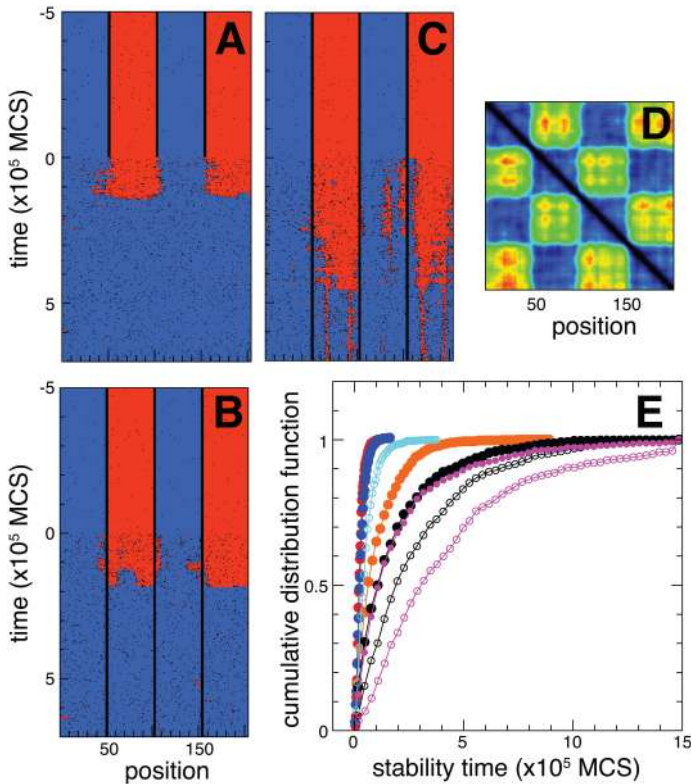 A
C
-5
0
5
time (x10⁵ MCS)
D
50
150
position
B
-5
0
5
time (x10⁵ MCS)
50
150
position
E
1
0.5
0
cumulative distribution function
0
5
10
15
stability time (x10⁵ MCS)